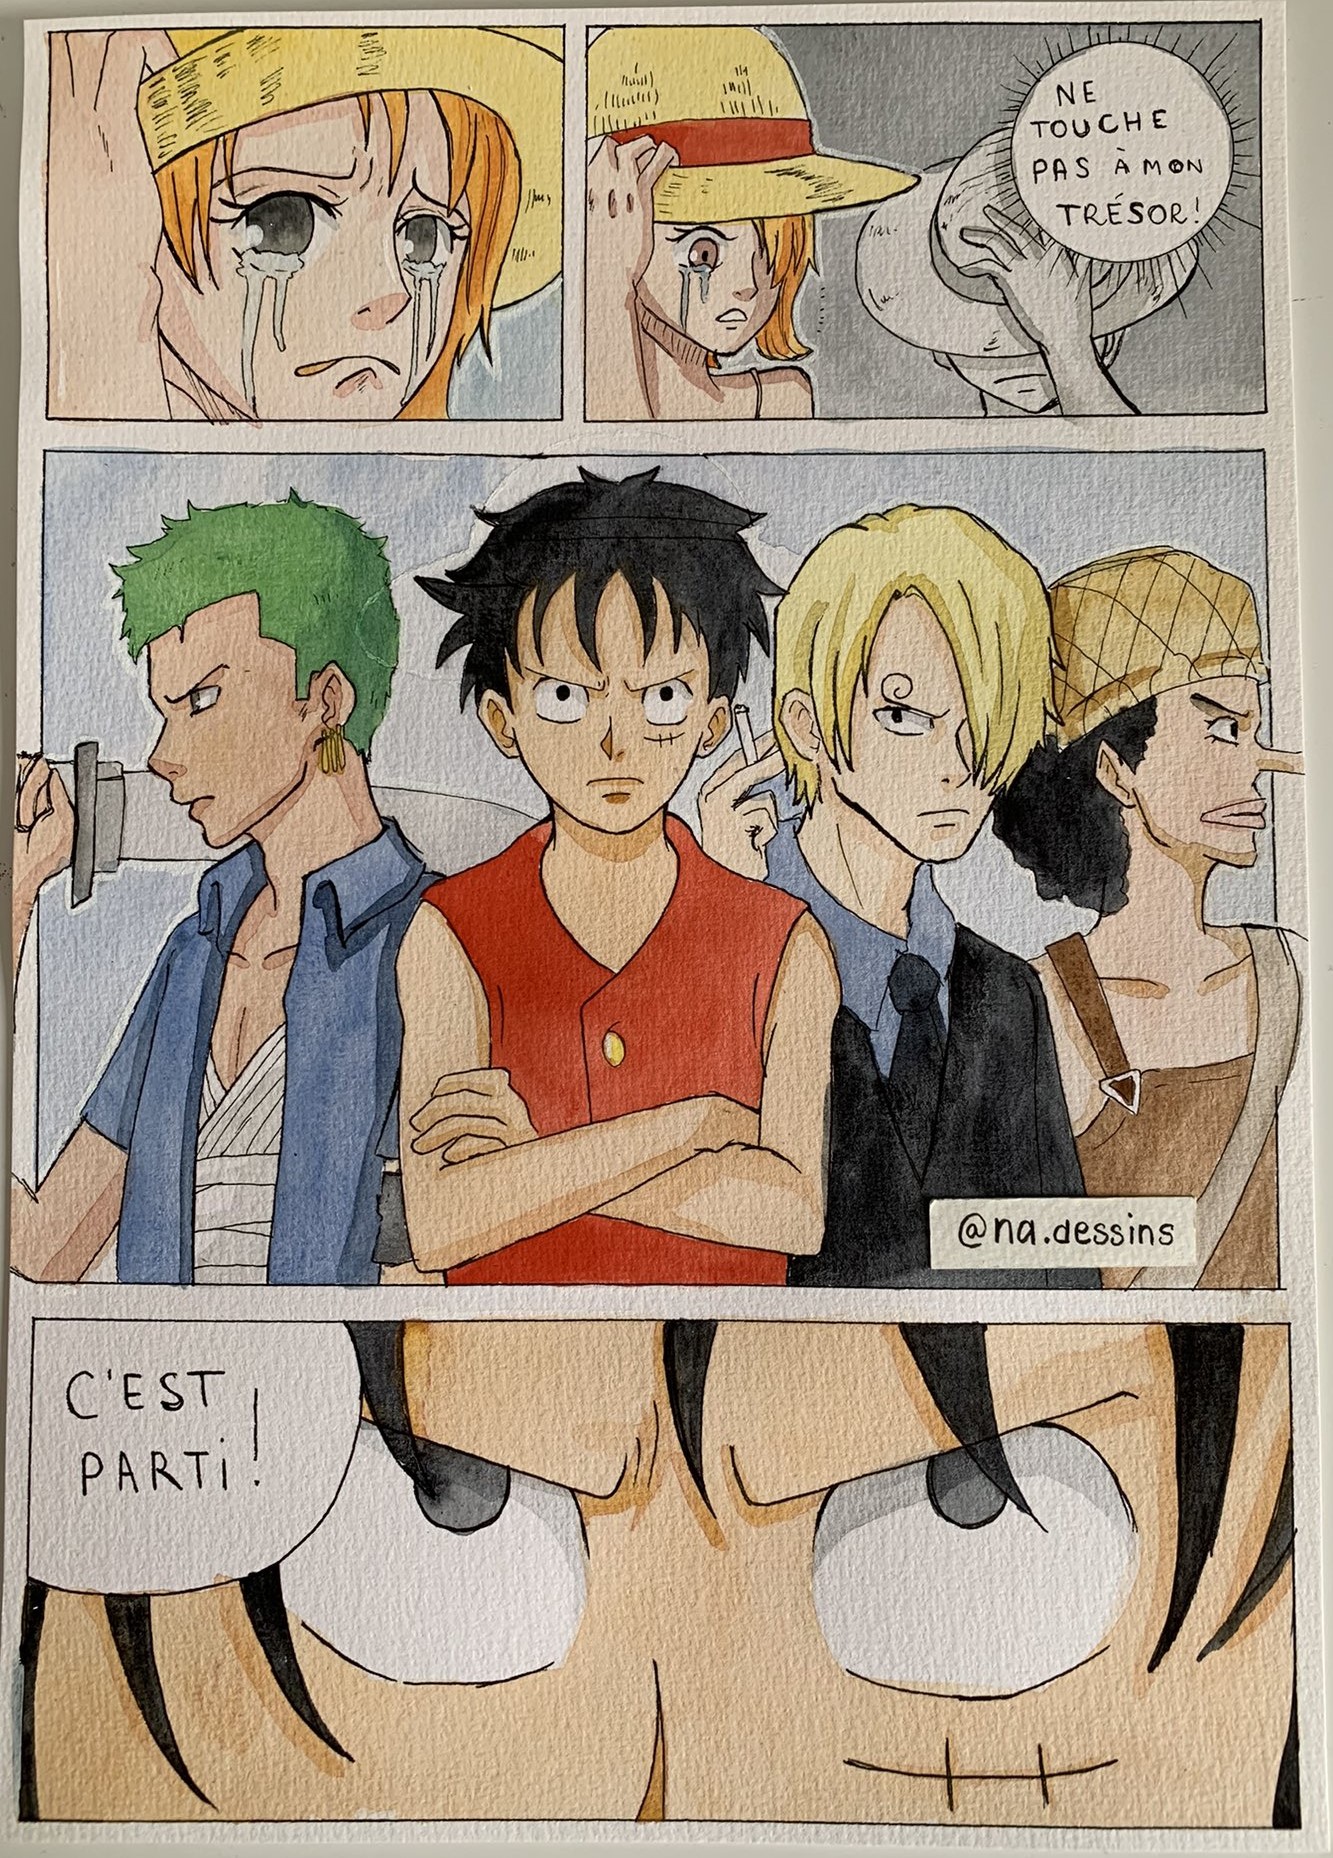 NE
TOUCHE
PAS À MON
TRÉSOR!
@na.dessins
C'EST
PARTi!